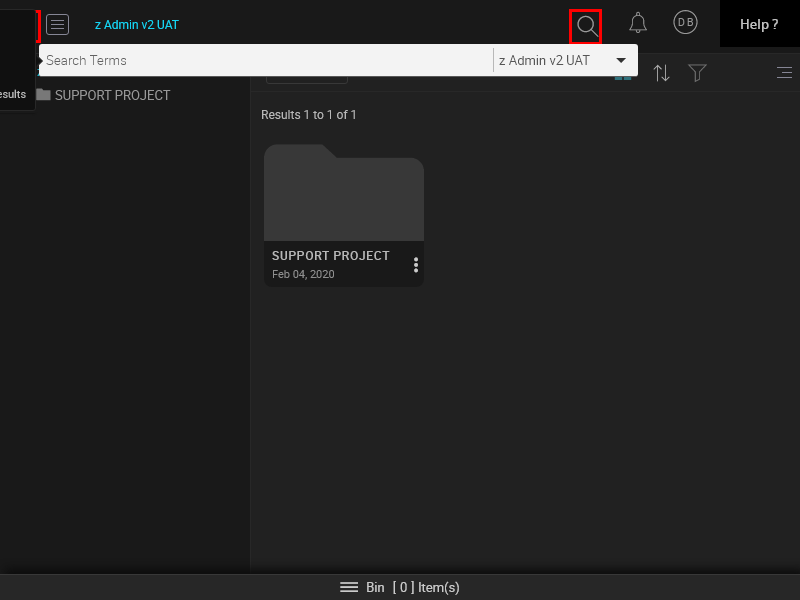 z Admin v2 UAT
D B
Help ?
Search Terms
z Admin v2 UAT
esults
SUPPORT PROJECT
Results 1 to 1 of 1
SUPPORT PROJECT
Feb 04, 2020
Bin [ 0 ] Item(s)